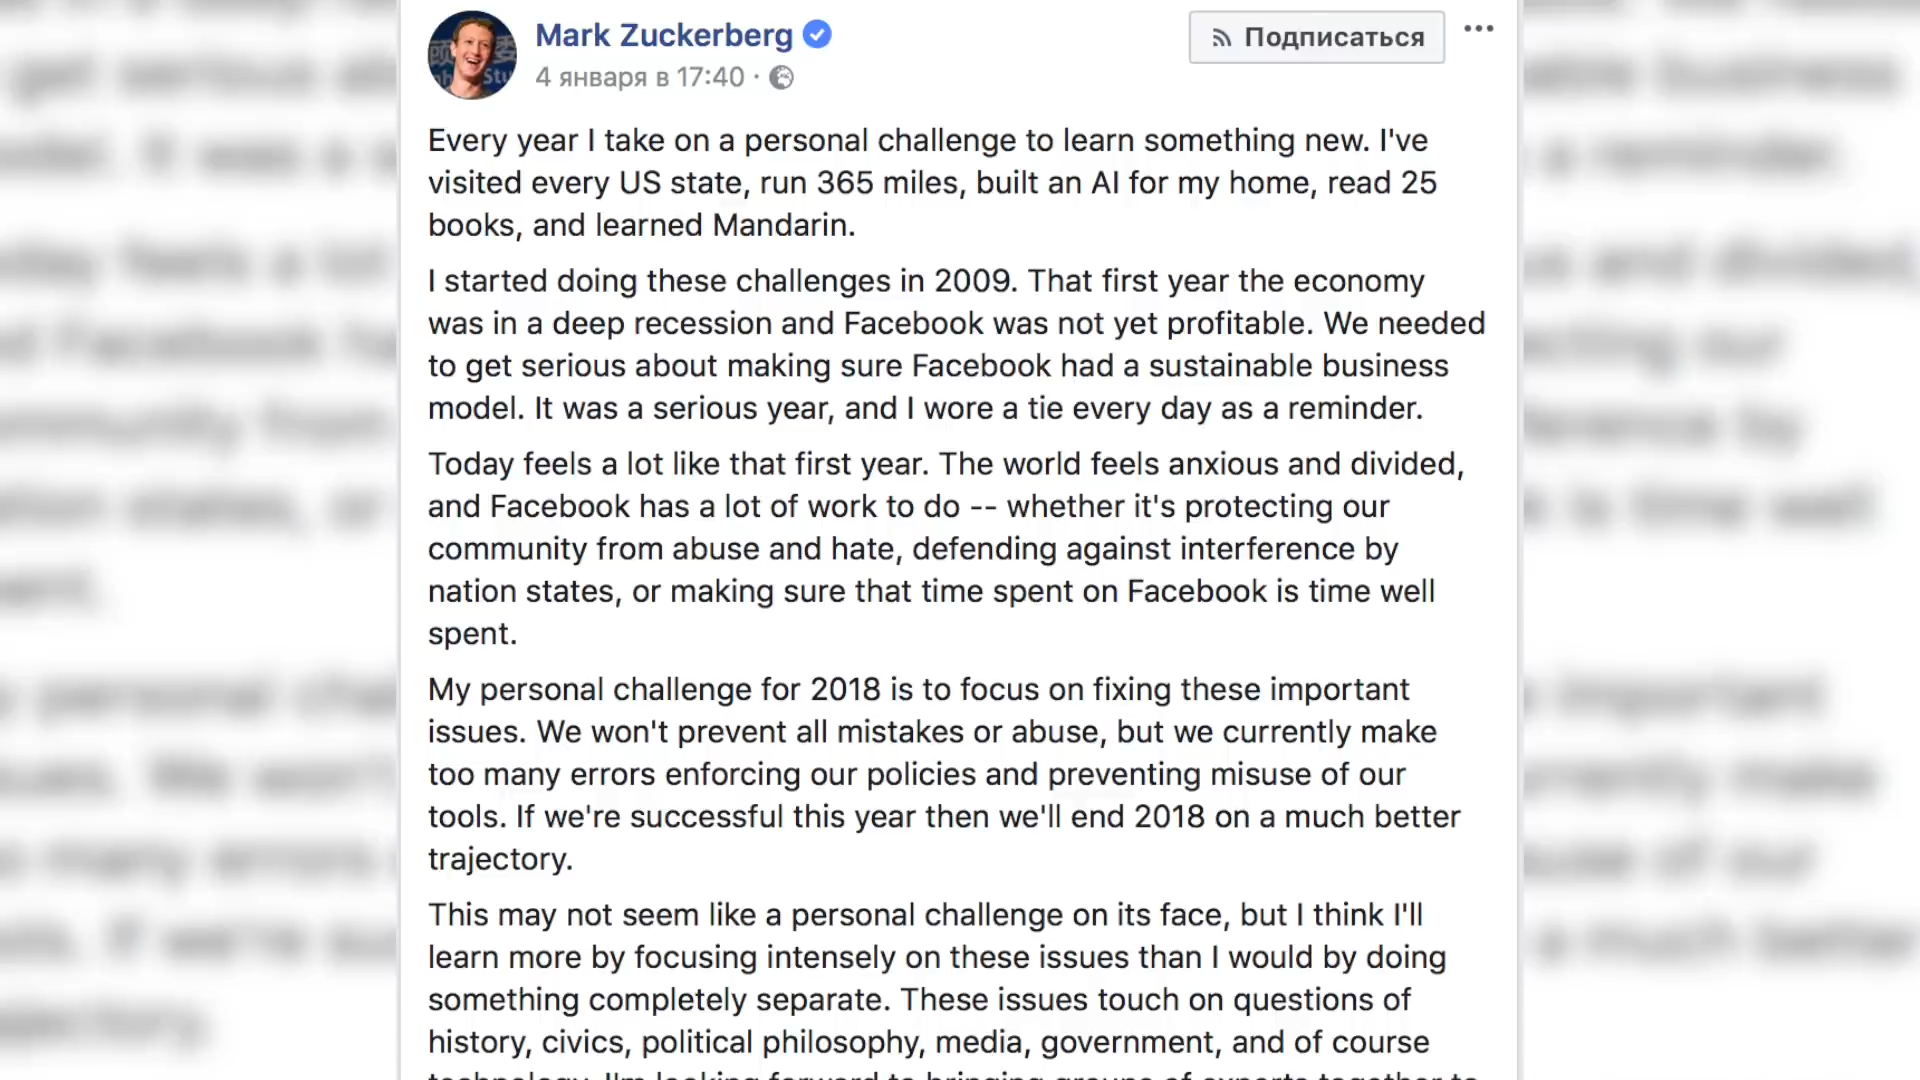 Mark Zuckerberg
Подписаться
4 января в 17:40 ·
Every year I take on a personal challenge to learn something new. I've
visited every US state, run 365 miles, built an AI for my home, read 25
books, and learned Mandarin.
I started doing these challenges in 2009. That first year the economy
was in a deep recession and Facebook was not yet profitable. We needed
to get serious about making sure Facebook had a sustainable business
model. It was a serious year, and I wore a tie every day as a reminder.
Today feels a lot like that first year. The world feels anxious and divided,
and Facebook has a lot of work to do -- whether it's protecting our
community from abuse and hate, defending against interference by
nation states, or making sure that time spent on Facebook is time well
spent.
My personal challenge for 2018 is to focus on fixing these important
issues. We won't prevent all mistakes or abuse, but we currently make
too many errors enforcing our policies and preventing misuse of our
tools. If we're successful this year then we'll end 2018 on a much better
trajectory.
This may not seem like a personal challenge on its face, but I think I'll
learn more by focusing intensely on these issues than I would by doing
something completely separate. These issues touch on questions of
history, civics, political philosophy, media, government, and of course
technology. I'm looking forward to bringing groups of experts together to